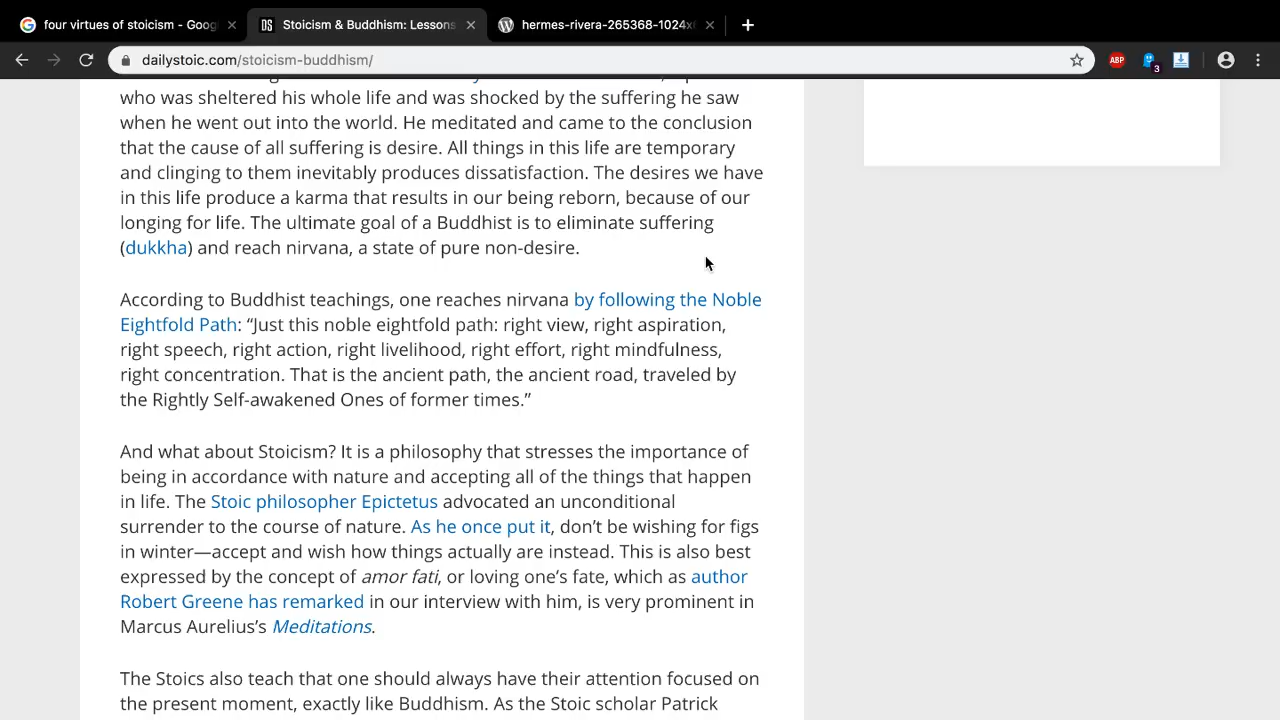 four virtues of stoicism - Goog
Stoicism & Buddhism: Lessons
hermes-rivera-265368-1024x
dailystoic.com/stoicism-buddhism/
ABP
3
who was sheltered his whole life and was shocked by the suffering he saw
when he went out into the world. He meditated and came to the conclusion
that the cause of all suffering is desire. All things in this life are temporary
and clinging to them inevitably produces dissatisfaction. The desires we have
in this life produce a karma that results in our being reborn, because of our
longing for life. The ultimate goal of a Buddhist is to eliminate suffering
(dukkha) and reach nirvana, a state of pure non-desire.
According to Buddhist teachings, one reaches nirvana by following the Noble
Eightfold Path: “Just this noble eightfold path: right view, right aspiration,
right speech, right action, right livelihood, right effort, right mindfulness,
right concentration. That is the ancient path, the ancient road, traveled by
the Rightly Self-awakened Ones of former times.”
And what about Stoicism? It is a philosophy that stresses the importance of
being in accordance with nature and accepting all of the things that happen
in life. The Stoic philosopher Epictetus advocated an unconditional
surrender to the course of nature. As he once put it, don’t be wishing for figs
in winter—accept and wish how things actually are instead. This is also best
expressed by the concept of amor fati, or loving one’s fate, which as author
Robert Greene has remarked in our interview with him, is very prominent in
Marcus Aurelius’s Meditations.
The Stoics also teach that one should always have their attention focused on
the present moment, exactly like Buddhism. As the Stoic scholar Patrick